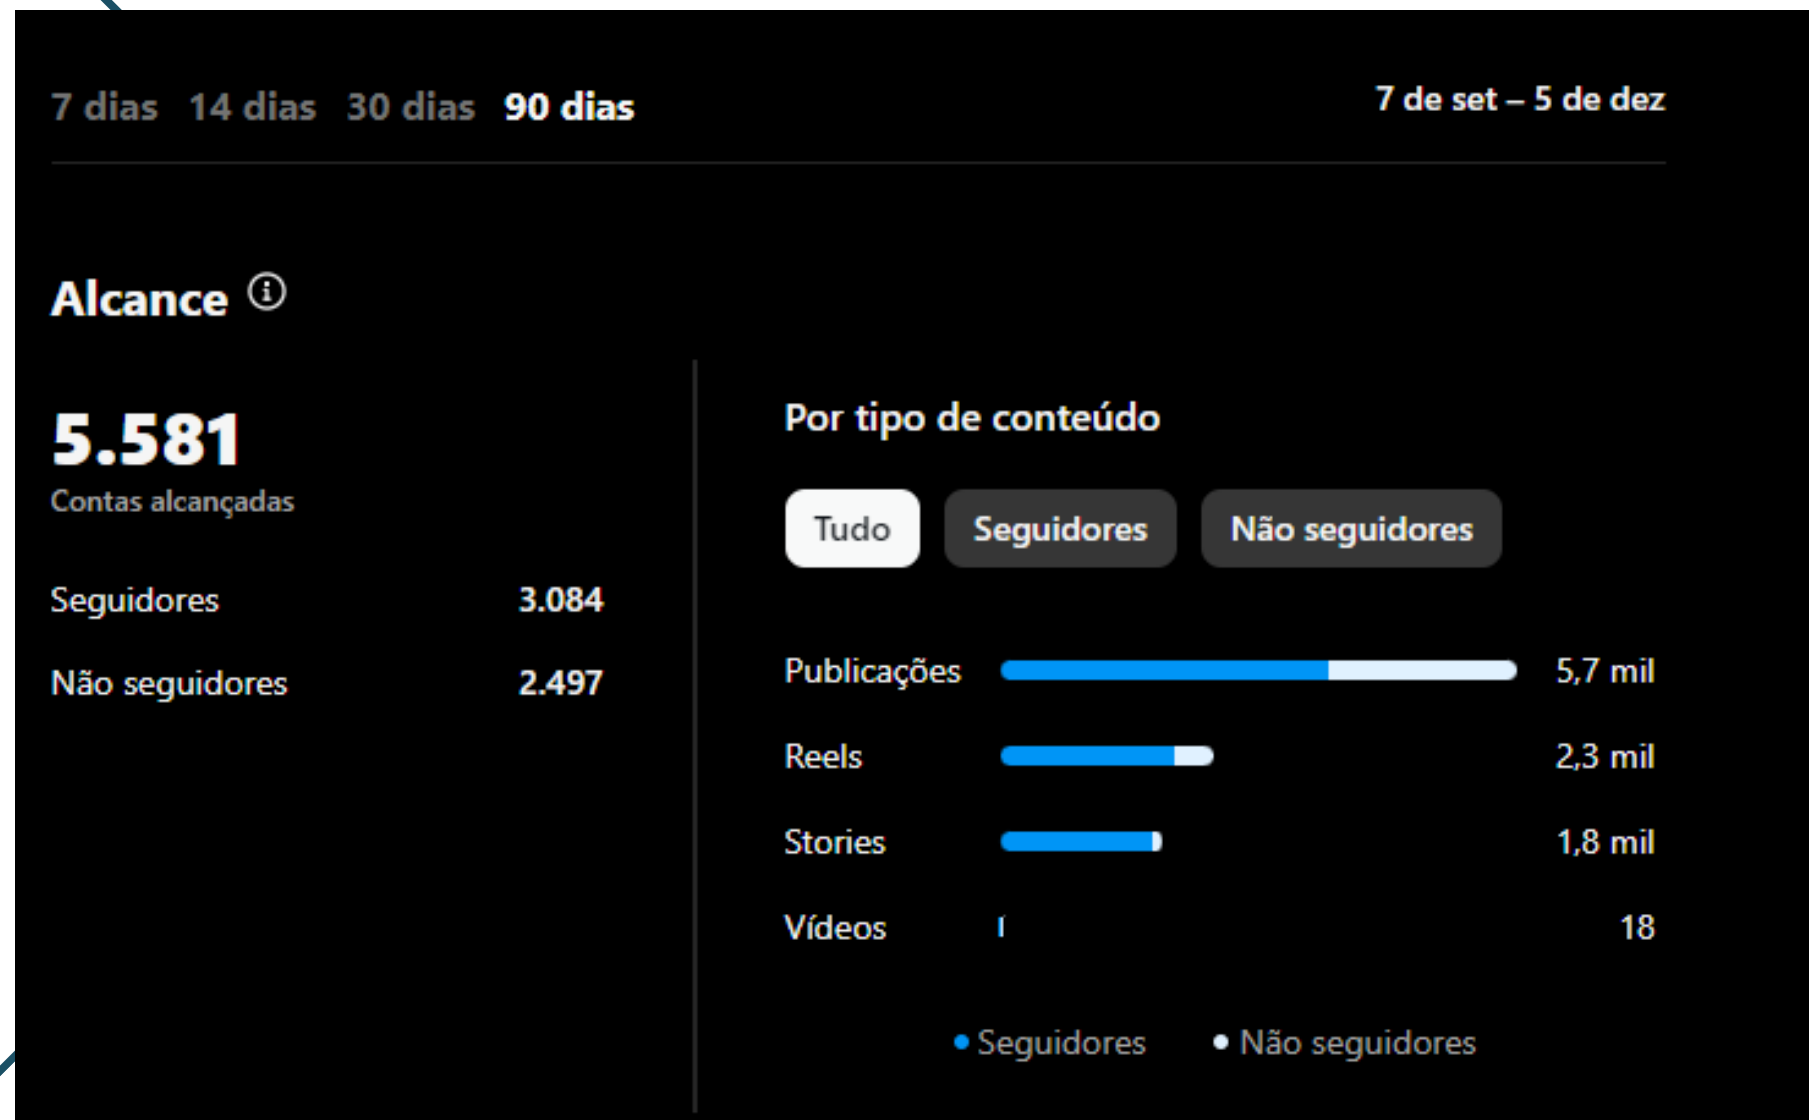 7 dias 14 dias 30 dias 90 dias
7 de set – 5 de dez
Alcance
5.581
Contas alcançadas
Seguidores 3.084
Não seguidores 2.497
Por tipo de conteúdo
Tudo Seguidores Não seguidores
Publicações 5,7 mil
Reels 2,3 mil
Stories 1,8 mil
Vídeos 18
Seguidores Não seguidores